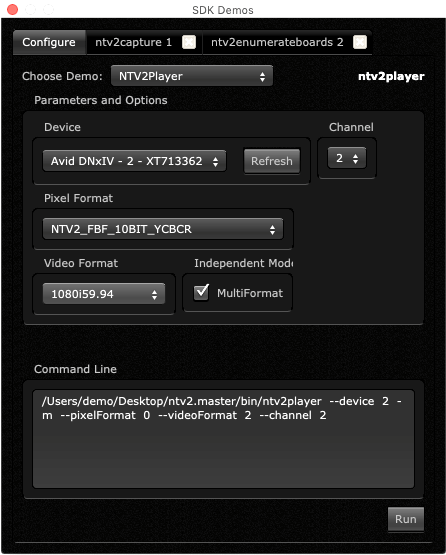 SDK Demos
Configure ntv2capture 1 ntv2enumerateboards 2
Choose Demo: NTV2Player ntv2player
Parameters and Options
Device Channel
Avid DNxIV - 2 - XT713362 Refresh 2
Pixel Format
NTV2_FBF_10BIT_YCBCR
Video Format Independent Mode
1080i59.94 MultiFormat
Command Line
/Users/demo/Desktop/ntv2.master/bin/ntv2player --device 2 -
m --pixelFormat 0 --videoFormat 2 --channel 2
Run